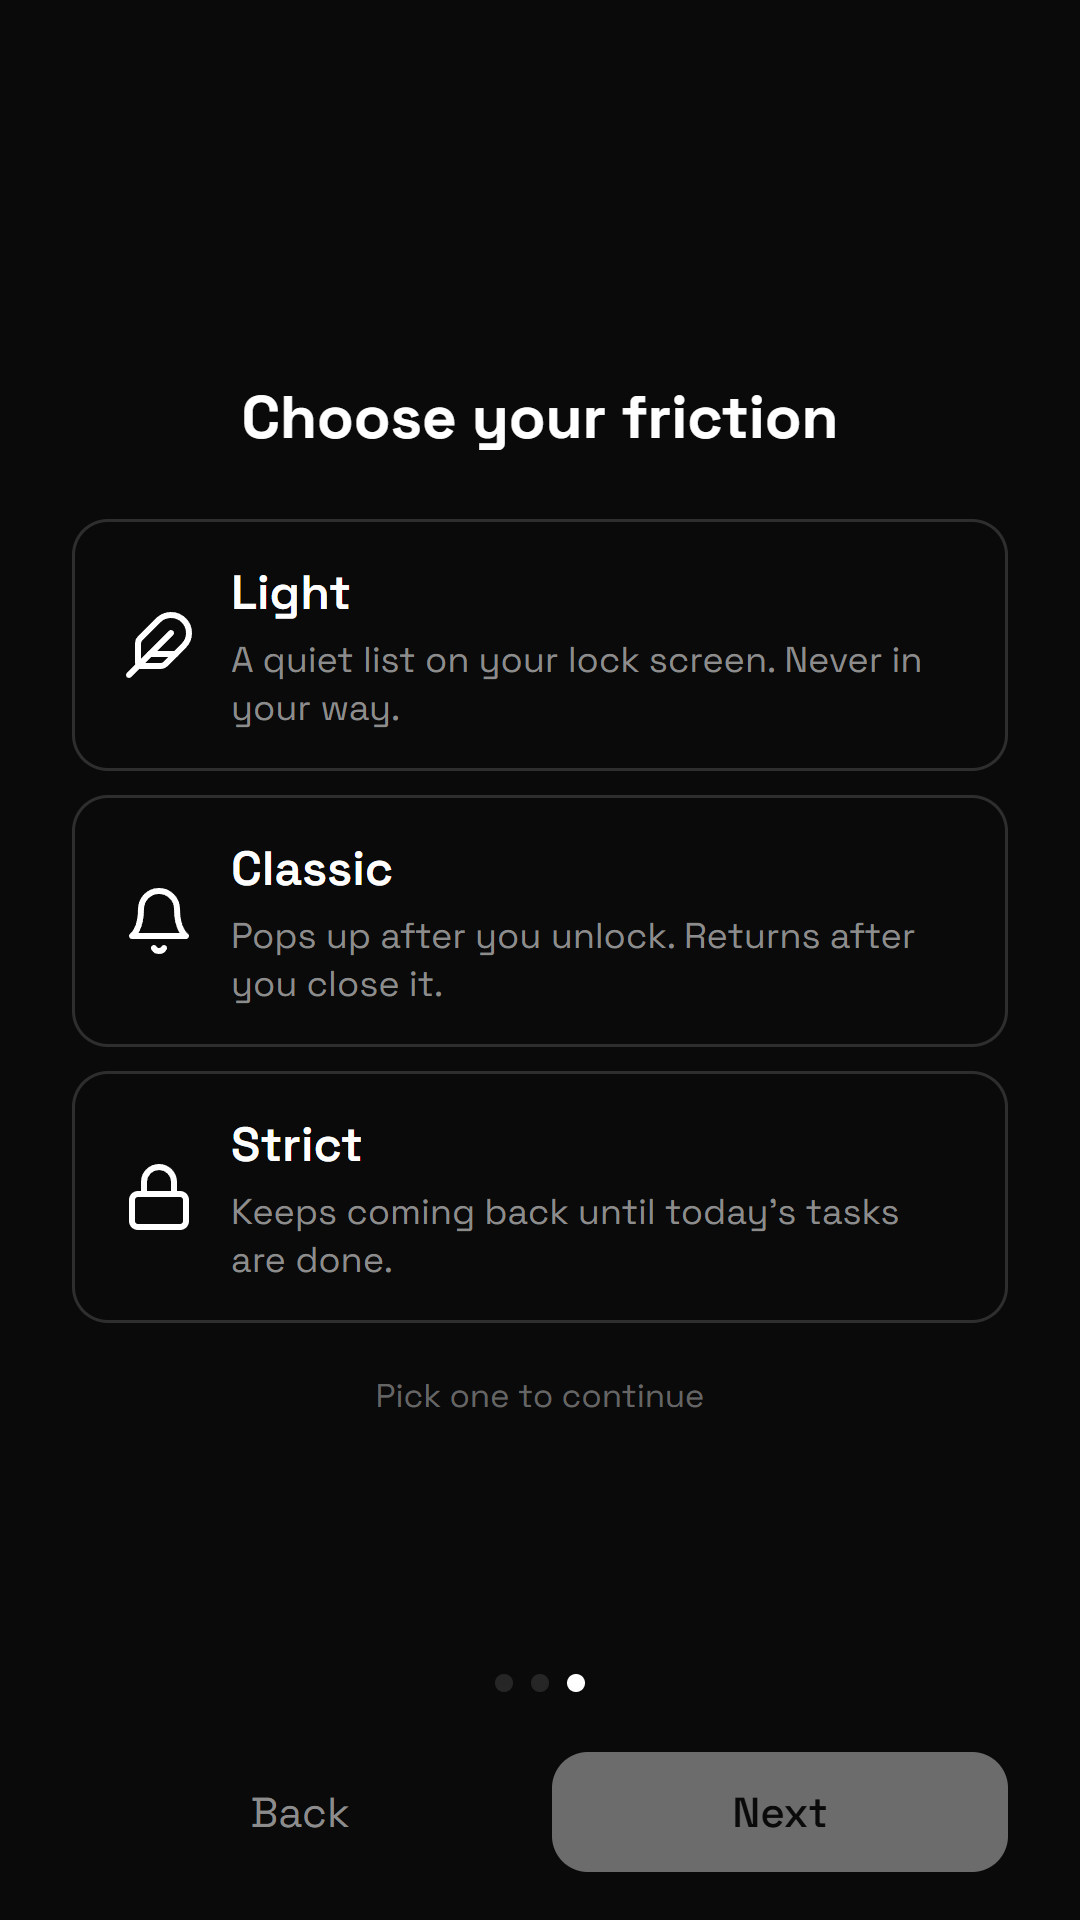 Choose your friction
Light
A quiet list on your lock screen. Never in
your way.
Classic
Pops up after you unlock. Returns after
you close it.
Strict
Keeps coming back until today’s tasks
are done.
Pick one to continue
Back
Next